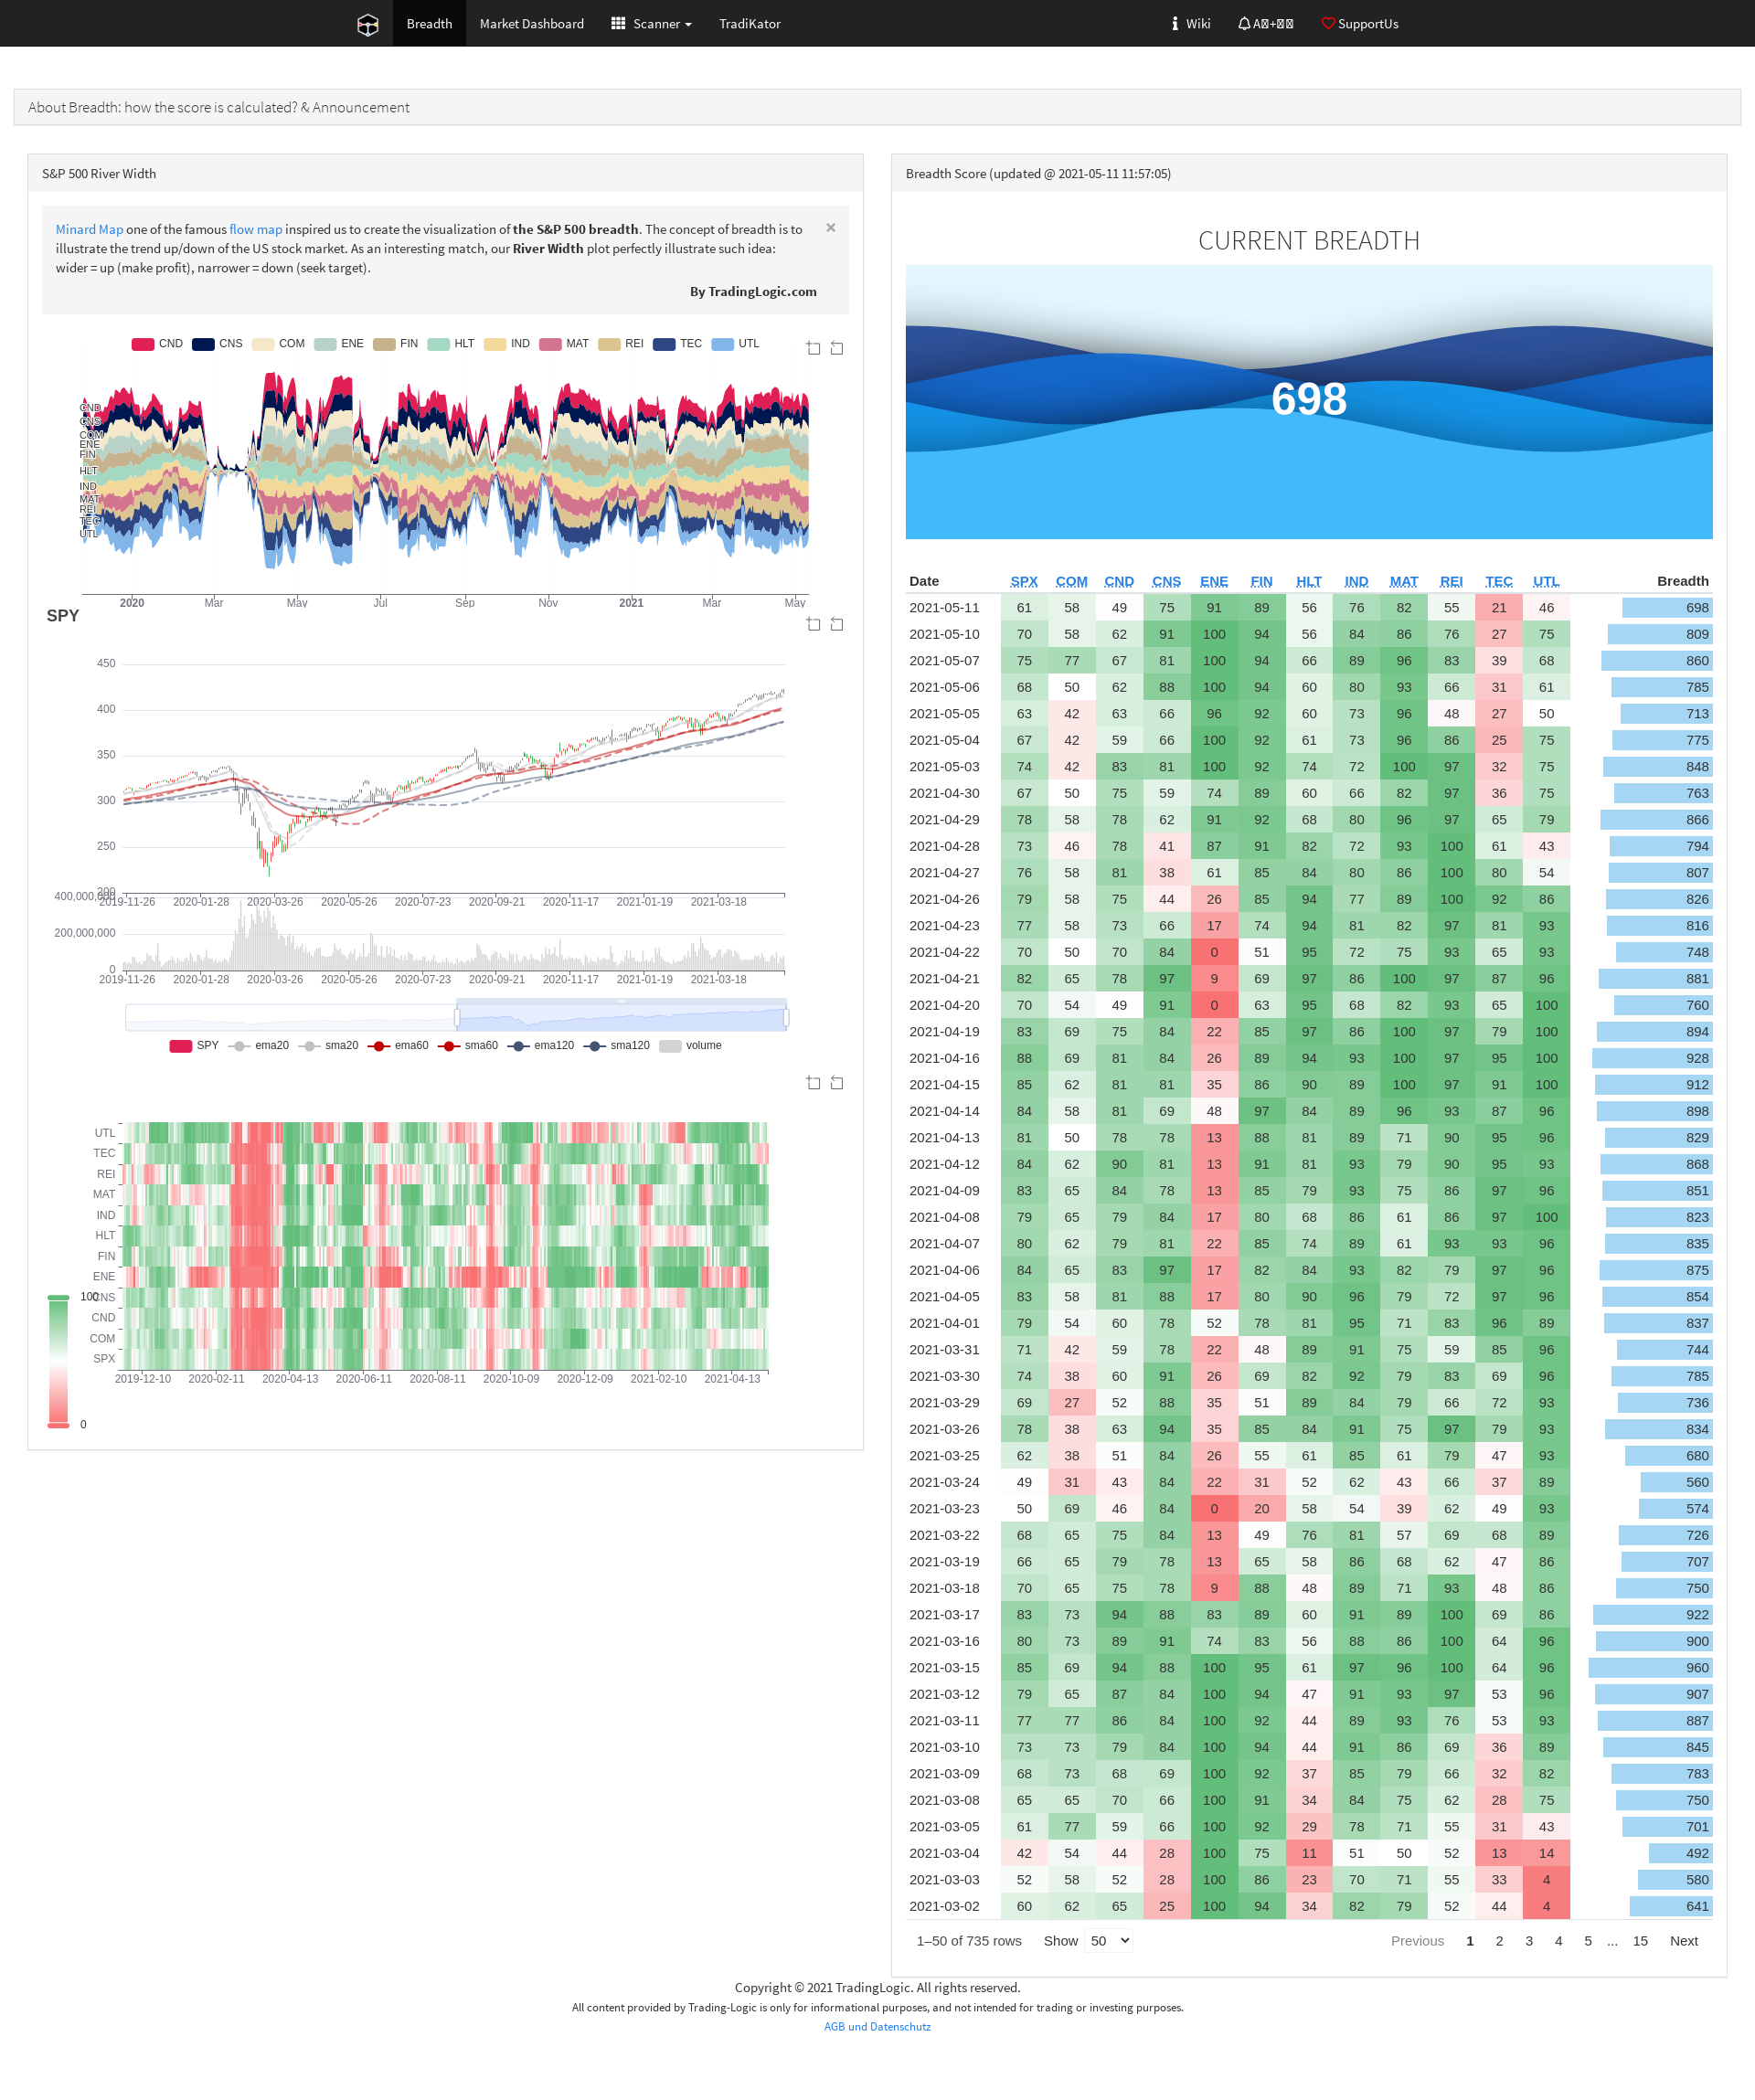 Breadth Market Dashboard Scanner TradiKator Wiki SupportUs
About Breadth: how the score is calculated? & Announcement
S&P 500 River Width
Minard Map one of the famous flow map inspired us to create the visualization of the S&P 500 breadth. The concept of breadth is to
illustrate the trend up/down of the US stock market. As an interesting match, our River Width plot perfectly illustrate such idea:
wider = up (make profit), narrower = down (seek target).
×
By TradingLogic.com
CND CNS COM ENE FIN HLT IND MAT REI TEC UTL
CND
CNS
COM
ENE
FIN
HLT
IND
MAT
REI
TEC
UTL
2020 Mar May Jul Sep Nov 2021 Mar May
SPY
450
400
350
300
250
200
2019-11-26 2020-01-28 2020-03-26 2020-05-26 2020-07-23 2020-09-21 2020-11-17 2021-01-19 2021-03-18
400,000,000
200,000,000
0
2019-11-26 2020-01-28 2020-03-26 2020-05-26 2020-07-23 2020-09-21 2020-11-17 2021-01-19 2021-03-18
SPY ema20 sma20 ema60 sma60 ema120 sma120 volume
UTL
TEC
REI
MAT
IND
HLT
FIN
ENE
CNS
CND
COM
SPX
2019-12-10 2020-02-11 2020-04-13 2020-06-11 2020-08-11 2020-10-09 2020-12-09 2021-02-10 2021-04-13
100
0
Breadth Score (updated @ 2021-05-11 11:57:05)
CURRENT BREADTH
698
Date SPX COM CND CNS ENE FIN HLT IND MAT REI TEC UTL Breadth
2021-05-11 61 58 49 75 91 89 56 76 82 55 21 46 698
2021-05-10 70 58 62 91 100 94 56 84 86 76 27 75 809
2021-05-07 75 77 67 81 100 94 66 89 96 83 39 68 860
2021-05-06 68 50 62 88 100 94 60 80 93 66 31 61 785
2021-05-05 63 42 63 66 96 92 60 73 96 48 27 50 713
2021-05-04 67 42 59 66 100 92 61 73 96 86 25 75 775
2021-05-03 74 42 83 81 100 92 74 72 100 97 32 75 848
2021-04-30 67 50 75 59 74 89 60 66 82 97 36 75 763
2021-04-29 78 58 78 62 91 92 68 80 96 97 65 79 866
2021-04-28 73 46 78 41 87 91 82 72 93 100 61 43 794
2021-04-27 76 58 81 38 61 85 84 80 86 100 80 54 807
2021-04-26 79 58 75 44 26 85 94 77 89 100 92 86 826
2021-04-23 77 58 73 66 17 74 94 81 82 97 81 93 816
2021-04-22 70 50 70 84 0 51 95 72 75 93 65 93 748
2021-04-21 82 65 78 97 9 69 97 86 100 97 87 96 881
2021-04-20 70 54 49 91 0 63 95 68 82 93 65 100 760
2021-04-19 83 69 75 84 22 85 97 86 100 97 79 100 894
2021-04-16 88 69 81 84 26 89 94 93 100 97 95 100 928
2021-04-15 85 62 81 81 35 86 90 89 100 97 91 100 912
2021-04-14 84 58 81 69 48 97 84 89 96 93 87 96 898
2021-04-13 81 50 78 78 13 88 81 89 71 90 95 96 829
2021-04-12 84 62 90 81 13 91 81 93 79 90 95 93 868
2021-04-09 83 65 84 78 13 85 79 93 75 86 97 96 851
2021-04-08 79 65 79 84 17 80 68 86 61 86 97 100 823
2021-04-07 80 62 79 81 22 85 74 89 61 93 93 96 835
2021-04-06 84 65 83 97 17 82 84 93 82 79 97 96 875
2021-04-05 83 58 81 88 17 80 90 96 79 72 97 96 854
2021-04-01 79 54 60 78 52 78 81 95 71 83 96 89 837
2021-03-31 71 42 59 78 22 48 89 91 75 59 85 96 744
2021-03-30 74 38 60 91 26 69 82 92 79 83 69 96 785
2021-03-29 69 27 52 88 35 51 89 84 79 66 72 93 736
2021-03-26 78 38 63 94 35 85 84 91 75 97 79 93 834
2021-03-25 62 38 51 84 26 55 61 85 61 79 47 93 680
2021-03-24 49 31 43 84 22 31 52 62 43 66 37 89 560
2021-03-23 50 69 46 84 0 20 58 54 39 62 49 93 574
2021-03-22 68 65 75 84 13 49 76 81 57 69 68 89 726
2021-03-19 66 65 79 78 13 65 58 86 68 62 47 86 707
2021-03-18 70 65 75 78 9 88 48 89 71 93 48 86 750
2021-03-17 83 73 94 88 83 89 60 91 89 100 69 86 922
2021-03-16 80 73 89 91 74 83 56 88 86 100 64 96 900
2021-03-15 85 69 94 88 100 95 61 97 96 100 64 96 960
2021-03-12 79 65 87 84 100 94 47 91 93 97 53 96 907
2021-03-11 77 77 86 84 100 92 44 89 93 76 53 93 887
2021-03-10 73 73 79 84 100 94 44 91 86 69 36 89 845
2021-03-09 68 73 68 69 100 92 37 85 79 66 32 82 783
2021-03-08 65 65 70 66 100 91 34 84 75 62 28 75 750
2021-03-05 61 77 59 66 100 92 29 78 71 55 31 43 701
2021-03-04 42 54 44 28 100 75 11 51 50 52 13 14 492
2021-03-03 52 58 52 28 100 86 23 70 71 55 33 4 580
2021-03-02 60 62 65 25 100 94 34 82 79 52 44 4 641
1–50 of 735 rows Show 50 Previous 1 2 3 4 5 ... 15 Next
Copyright © 2021 TradingLogic. All rights reserved.
All content provided by Trading-Logic is only for informational purposes, and not intended for trading or investing purposes.
AGB und Datenschutz